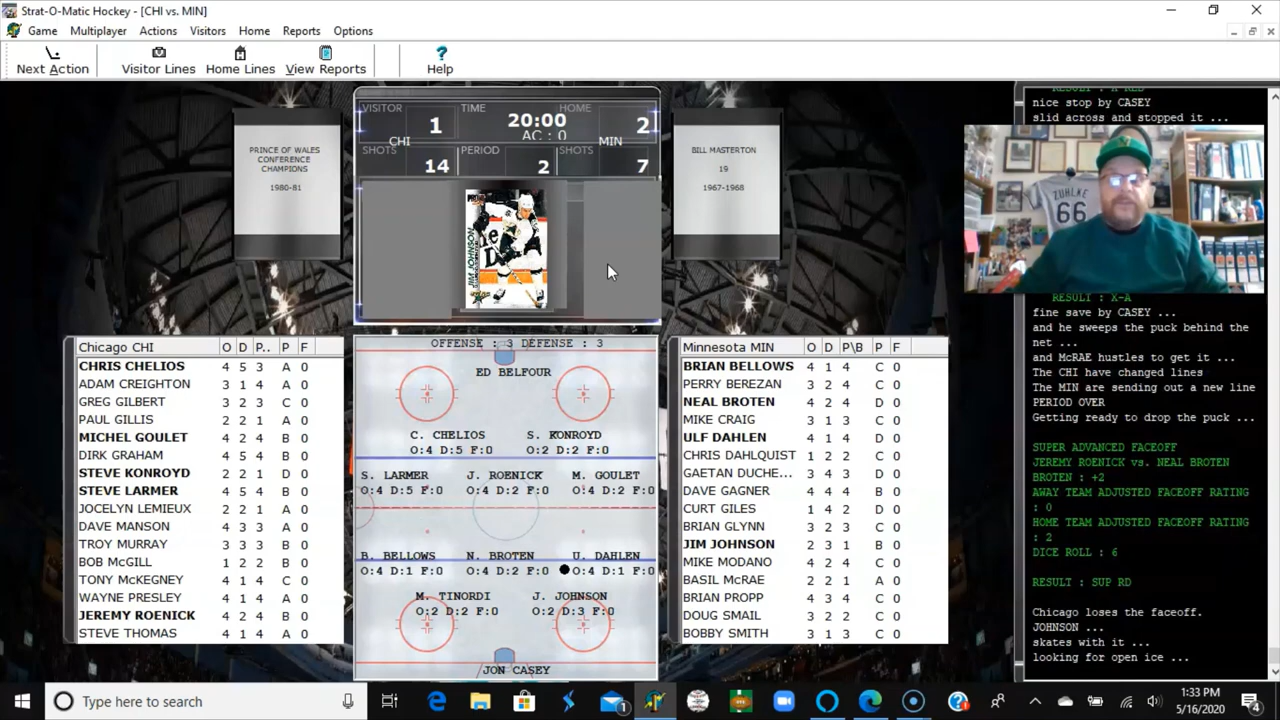 Strat-O-Matic Hockey - [CHI vs. MIN]
Game Multiplayer Actions Visitors Home Reports Options
Next Action Visitor Lines Home Lines View Reports Help
VISITOR TIME HOME
1 20:00 2
AC : 0
CHI MIN
SHOTS PERIOD SHOTS
14 2 7
PRINCE OF WALES
CONFERENCE
CHAMPIONS
1980-81
JIM JOHNSON
BILL MASTERTON
19
1967-1968
Chicago CHI O D P.. P F
CHRIS CHELIOS 4 5 3 A 0
ADAM CREIGHTON 3 1 4 A 0
GREG GILBERT 3 2 3 C 0
PAUL GILLIS 2 2 1 A 0
MICHEL GOULET 4 2 4 B 0
DIRK GRAHAM 4 5 4 B 0
STEVE KONROYD 2 2 1 D 0
STEVE LARMER 4 5 4 B 0
JOCELYN LEMIEUX 2 2 1 A 0
DAVE MANSON 4 3 3 A 0
TROY MURRAY 3 3 3 B 0
BOB McGILL 1 2 2 B 0
TONY McKEGNEY 4 1 4 C 0
WAYNE PRESLEY 4 1 4 A 0
JEREMY ROENICK 4 2 4 B 0
STEVE THOMAS 4 1 4 A 0
OFFENSE : 3 DEFENSE : 3
ED BELFOUR
C. CHELIOS S. KONROYD
O:4 D:5 F:0 O:2 D:2 F:0
S. LARMER J. ROENICK M. GOULET
O:4 D:5 F:0 O:4 D:2 F:0 O:4 D:2 F:0
B. BELLOWS N. BROTEN U. DAHLEN
O:4 D:1 F:0 O:4 D:2 F:0 O:4 D:1 F:0
M. TINORDI J. JOHNSON
O:2 D:2 F:0 O:2 D:3 F:0
JON CASEY
Minnesota MIN O D P\B P F
BRIAN BELLOWS 4 1 4 C 0
PERRY BEREZAN 3 2 4 C 0
NEAL BROTEN 4 2 4 D 0
MIKE CRAIG 3 1 3 C 0
ULF DAHLEN 4 1 4 D 0
CHRIS DAHLQUIST 1 2 2 C 0
GAETAN DUCHE... 3 4 3 D 0
DAVE GAGNER 4 4 4 B 0
CURT GILES 1 4 2 D 0
BRIAN GLYNN 3 2 3 C 0
JIM JOHNSON 2 3 1 B 0
MIKE MODANO 4 2 4 C 0
BASIL McRAE 2 2 1 A 0
BRIAN PROPP 4 3 4 C 0
DOUG SMAIL 3 2 2 C 0
BOBBY SMITH 3 1 3 C 0
nice stop by CASEY
slid across and stopped it ...
ZUHLKE
66
RESULT : X-A
fine save by CASEY ...
and he sweeps the puck behind the
net ...
and McRAE hustles to get it ...
The CHI have changed lines
The MIN are sending out a new line
PERIOD OVER
Getting ready to drop the puck ...
SUPER ADVANCED FACEOFF
JEREMY ROENICK vs. NEAL BROTEN
BROTEN : +2
AWAY TEAM ADJUSTED FACEOFF RATING
: 0
HOME TEAM ADJUSTED FACEOFF RATING
: 2
DICE ROLL : 6
RESULT : SUP RD
Chicago loses the faceoff.
JOHNSON ...
skates with it ...
looking for open ice ...
Type here to search
1
1:33 PM
5/16/2020
4